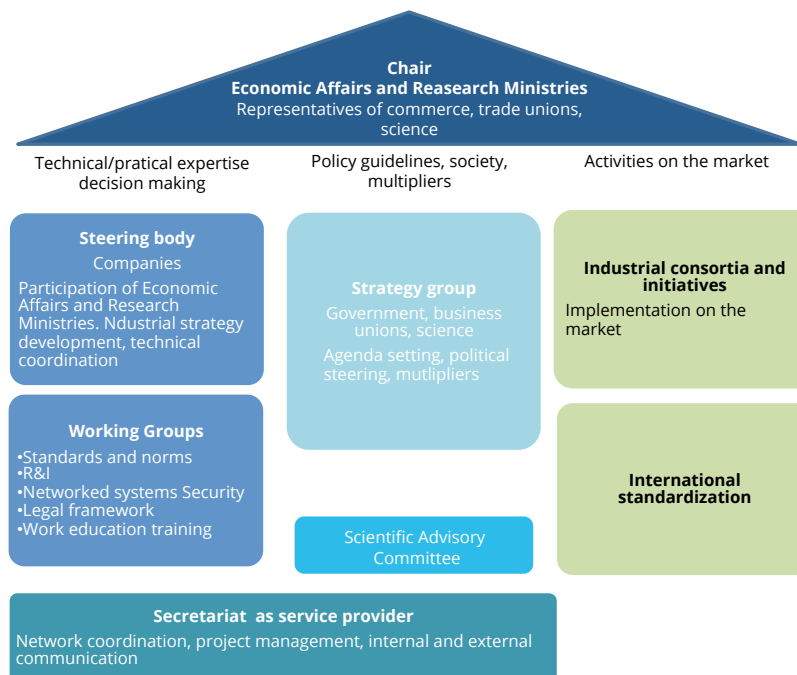 Chair
Economic Affairs and Reasearch Ministries
Representatives of commerce, trade unions,
science
Technical/pratical expertise
decision making
Policy guidelines, society,
multipliers
Activities on the market
Steering body
Companies
Participation of Economic
Affairs and Research
Ministries. Ndustrial strategy
development, technical
coordination
Strategy group
Government, business
unions, science
Agenda setting, political
steering, mutlipliers
Industrial consortia and
initiatives
Implementation on the
market
Working Groups
•Standards and norms
•R&I
•Networked systems Security
•Legal framework
•Work education training
Scientific Advisory
Committee
International
standardization
Secretariat as service provider
Network coordination, project management, internal and external
communication